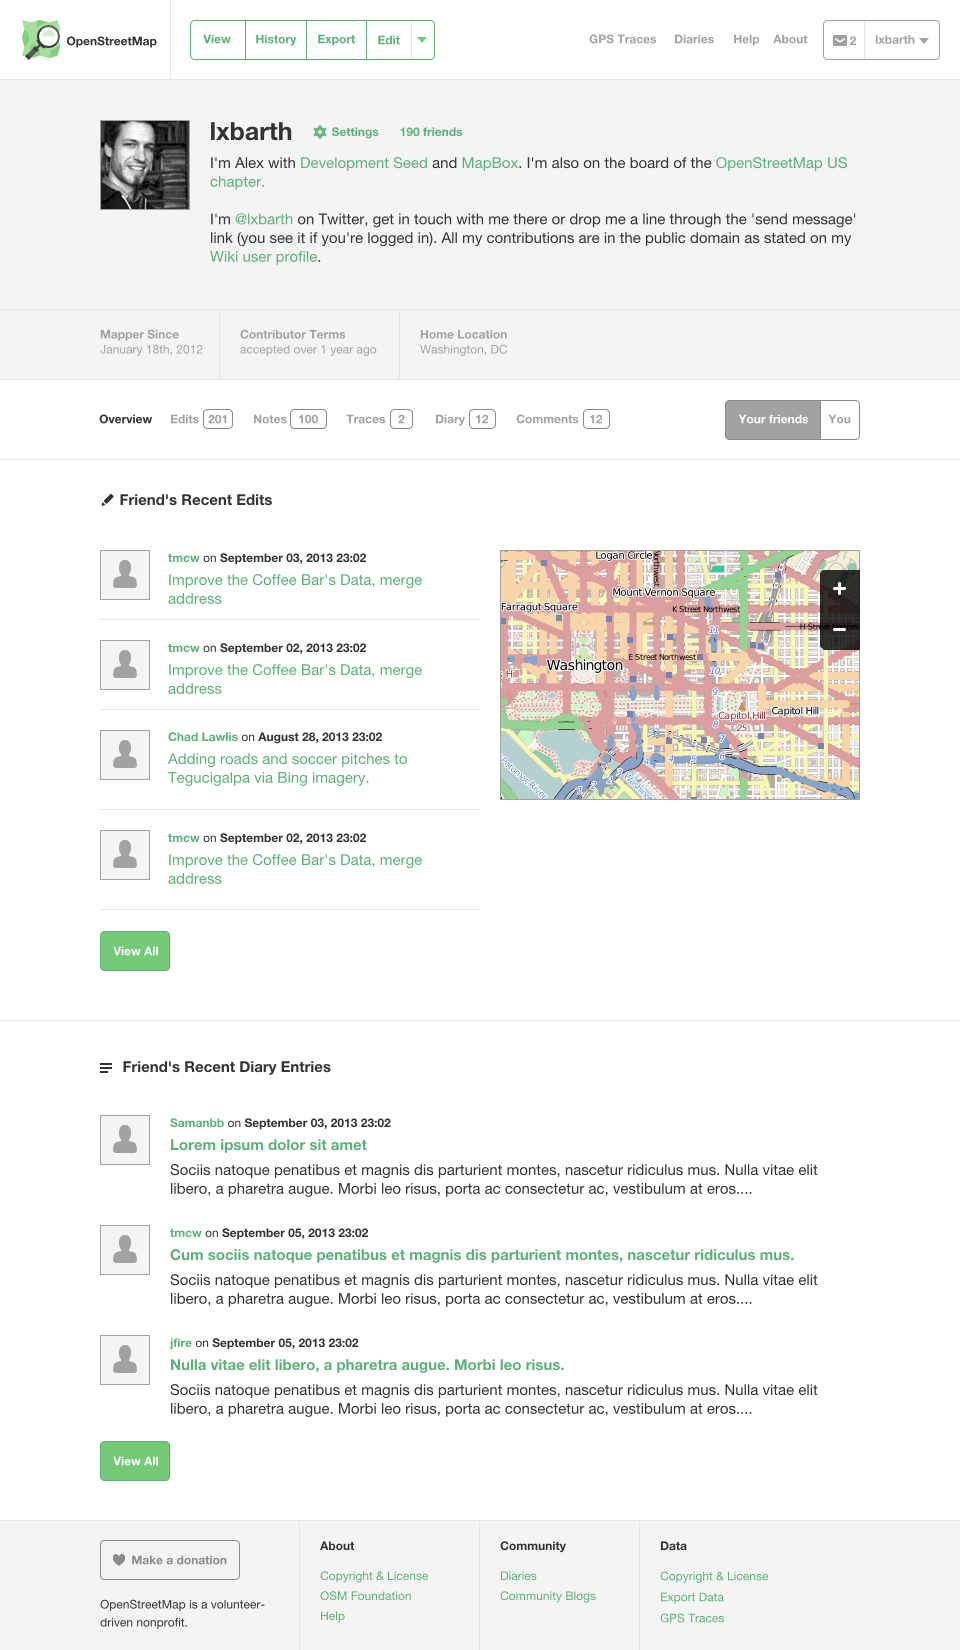 OpenStreetMap
View History Export Edit
GPS Traces Diaries Help About 2 lxbarth
lxbarth Settings 190 friends
I'm Alex with Development Seed and MapBox. I'm also on the board of the OpenStreetMap US
chapter.
I'm @lxbarth on Twitter, get in touch with me there or drop me a line through the 'send message'
link (you see it if you're logged in). All my contributions are in the public domain as stated on my
Wiki user profile.
Mapper Since
January 18th, 2012
Contributor Terms
accepted over 1 year ago
Home Location
Washington, DC
Overview Edits 201 Notes 100 Traces 2 Diary 12 Comments 12 Your friends You
Friend's Recent Edits
tmcw on September 03, 2013 23:02
Improve the Coffee Bar's Data, merge
address
tmcw on September 02, 2013 23:02
Improve the Coffee Bar's Data, merge
address
Chad Lawlis on August 28, 2013 23:02
Adding roads and soccer pitches to
Tegucigalpa via Bing imagery.
tmcw on September 02, 2013 23:02
Improve the Coffee Bar's Data, merge
address
View All
Logan Circle
Mount Vernon Square
Farragut Square
K Street Northwest
H Street
11
E Street Northwest
Washington
10
9
Capitol Hill
Capitol Hill
25
8
7
6
5
4
4
3
2
2
1
Potomac River
Washington
+
−
Friend's Recent Diary Entries
Samanbb on September 03, 2013 23:02
Lorem ipsum dolor sit amet
Sociis natoque penatibus et magnis dis parturient montes, nascetur ridiculus mus. Nulla vitae elit
libero, a pharetra augue. Morbi leo risus, porta ac consectetur ac, vestibulum at eros....
tmcw on September 05, 2013 23:02
Cum sociis natoque penatibus et magnis dis parturient montes, nascetur ridiculus mus.
Sociis natoque penatibus et magnis dis parturient montes, nascetur ridiculus mus. Nulla vitae elit
libero, a pharetra augue. Morbi leo risus, porta ac consectetur ac, vestibulum at eros....
jfire on September 05, 2013 23:02
Nulla vitae elit libero, a pharetra augue. Morbi leo risus.
Sociis natoque penatibus et magnis dis parturient montes, nascetur ridiculus mus. Nulla vitae elit
libero, a pharetra augue. Morbi leo risus, porta ac consectetur ac, vestibulum at eros....
View All
Make a donation
OpenStreetMap is a volunteer-
driven nonprofit.
About
Copyright & License
OSM Foundation
Help
Community
Diaries
Community Blogs
Data
Copyright & License
Export Data
GPS Traces